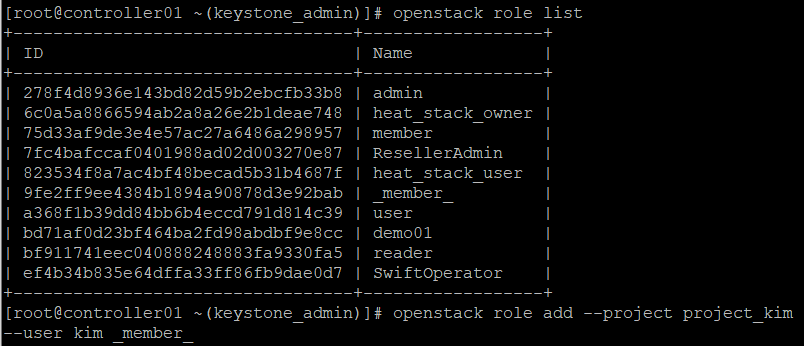 [root@controller01 ~(keystone_admin)]# openstack role list
+----------------------------------+-----------------+
| ID                               | Name            |
+----------------------------------+-----------------+
| 278f4d8936e143bd82d59b2ebcfb33b8 | admin           |
| 6c0a5a8866594ab2a8a26e2b1deae748 | heat_stack_owner |
| 75d33af9de3e4e57ac27a6486a298957 | member          |
| 7fc4bafccaf0401988ad02d003270e87 | ResellerAdmin   |
| 823534f8a7ac4bf48becad5b31b4687f | heat_stack_user |
| 9fe2ff9ee4384b1894a90878d3e92bab | _member_        |
| a368f1b39dd84bb6b4eccd791d814c39 | user            |
| bd71af0d23bf464ba2fd98abdbf9e8cc | demo01          |
| bf911741eec040888248883fa9330fa5 | reader          |
| ef4b34b835e64dffa33ff86fb9dae0d7 | SwiftOperator   |
+----------------------------------+-----------------+
[root@controller01 ~(keystone_admin)]# openstack role add --project project_kim
--user kim _member_